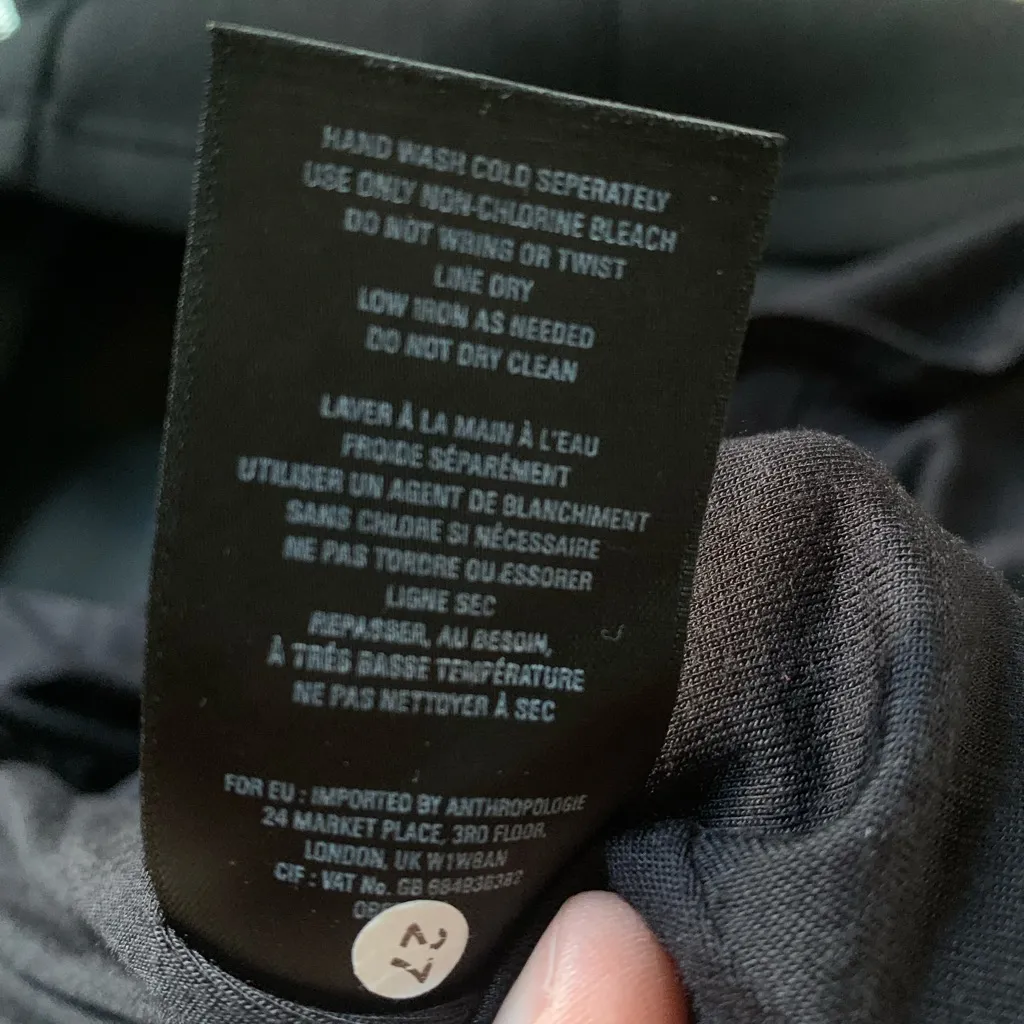 HAND WASH COLD SEPERATELY
USE ONLY NON-CHLORINE BLEACH
DO NOT WRING OR TWIST
LINE DRY
LOW IRON AS NEEDED
DO NOT DRY CLEAN
LAVER À LA MAIN À L'EAU
FROIDE SÉPARÉMENT
UTILISER UN AGENT DE BLANCHIMENT
SANS CHLORE SI NÉCESSAIRE
NE PAS TORDRE OU ESSORER
LIGNE SEC
REPASSER, AU BESOIN,
À TRÉS BASSE TEMPÉRATURE
NE PAS NETTOYER À SEC
FOR EU : IMPORTED BY ANTHROPOLOGIE
24 MARKET PLACE, 3RD FLOOR,
LONDON, UK W1W8AN
CIF : VAT No. GB
27